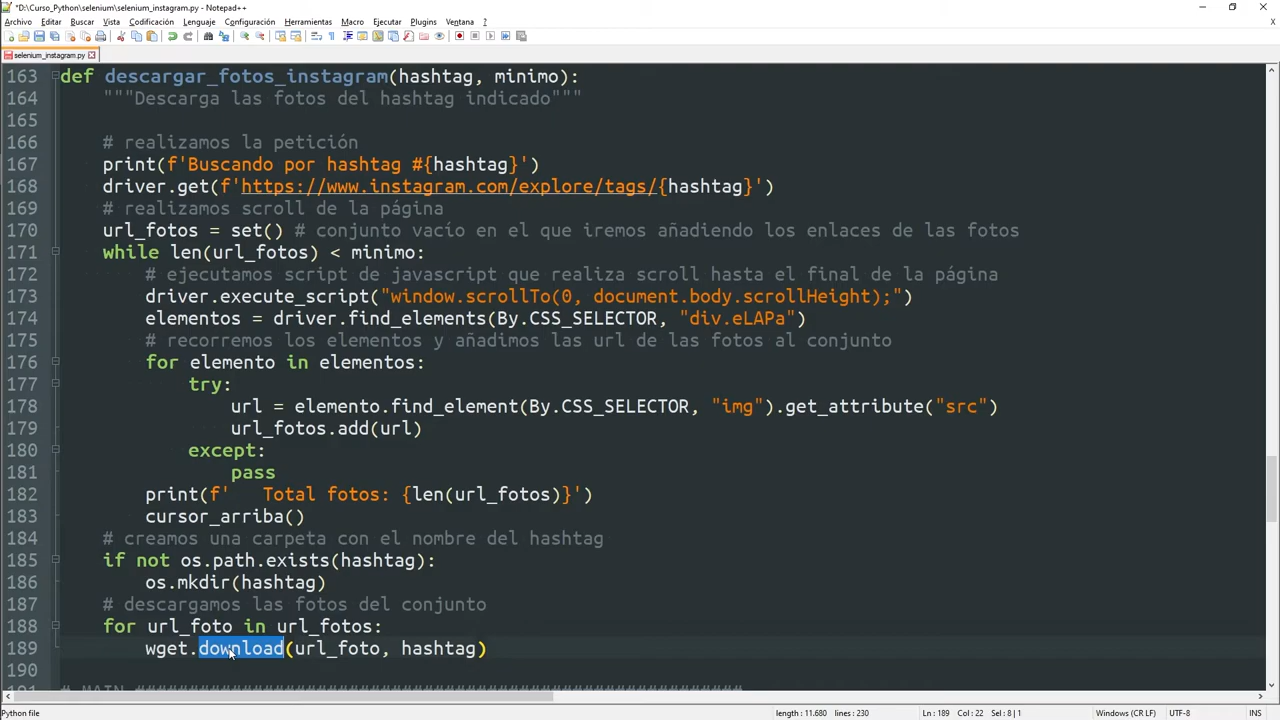 *D:\Curso_Python\selenium\selenium_instagram.py - Notepad++
Archivo Editar Buscar Vista Codificación Lenguaje Configuración Herramientas Macro Ejecutar Plugins Ventana ?
X
selenium_instagram.py
163 def descargar_fotos_instagram(hashtag, minimo):
164 """Descarga las fotos del hashtag indicado"""
165
166 # realizamos la petición
167 print(f'Buscando por hashtag #{hashtag}')
168 driver.get(f'https://www.instagram.com/explore/tags/{hashtag}')
169 # realizamos scroll de la página
170 url_fotos = set() # conjunto vacío en el que iremos añadiendo los enlaces de las fotos
171 while len(url_fotos) < minimo:
172 # ejecutamos script de javascript que realiza scroll hasta el final de la página
173 driver.execute_script("window.scrollTo(0, document.body.scrollHeight);")
174 elementos = driver.find_elements(By.CSS_SELECTOR, "div.eLAPa")
175 # recorremos los elementos y añadimos las url de las fotos al conjunto
176 for elemento in elementos:
177 try:
178 url = elemento.find_element(By.CSS_SELECTOR, "img").get_attribute("src")
179 url_fotos.add(url)
180 except:
181 pass
182 print(f'   Total fotos: {len(url_fotos)}')
183 cursor_arriba()
184 # creamos una carpeta con el nombre del hashtag
185 if not os.path.exists(hashtag):
186 os.mkdir(hashtag)
187 # descargamos las fotos del conjunto
188 for url_foto in url_fotos:
189 wget.download(url_foto, hashtag)
190
191 # MAIN #########################################################
Python file length : 11.680 lines : 230 Ln : 189 Col : 22 Sel : 8 | 1 Windows (CR LF) UTF-8 INS